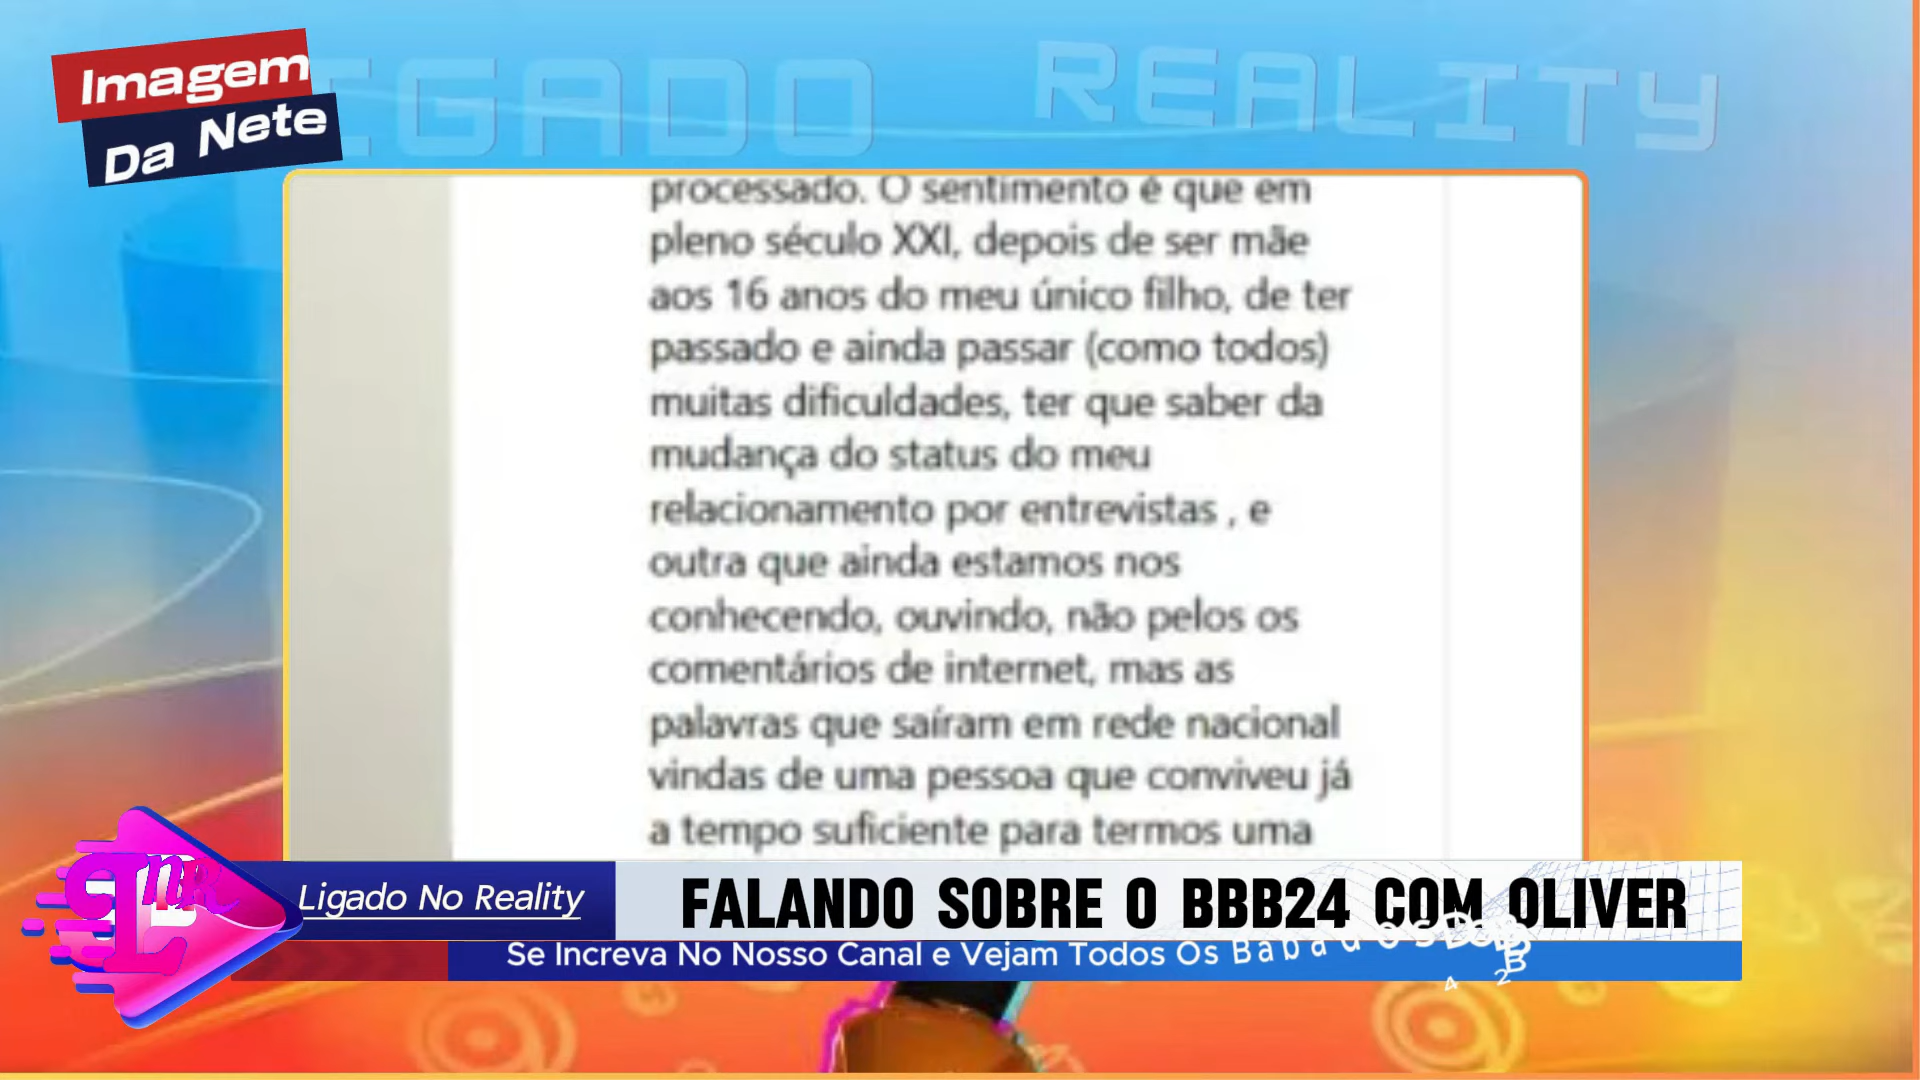 Imagem
Da Nete
IGADO REALITY
processado. O sentimento é que em
pleno século XXI, depois de ser mãe
aos 16 anos do meu único filho, de ter
passado e ainda passar (como todos)
muitas dificuldades, ter que saber da
mudança do status do meu
relacionamento por entrevistas , e
outra que ainda estamos nos
conhecendo, ouvindo, não pelos os
comentários de internet, mas as
palavras que saíram em rede nacional
vindas de uma pessoa que conviveu já
a tempo suficiente para termos uma
LNR
Ligado No Reality
FALANDO SOBRE O BBB24 COM OLIVER
Se Increva No Nosso Canal e Vejam Todos Os Babados Do